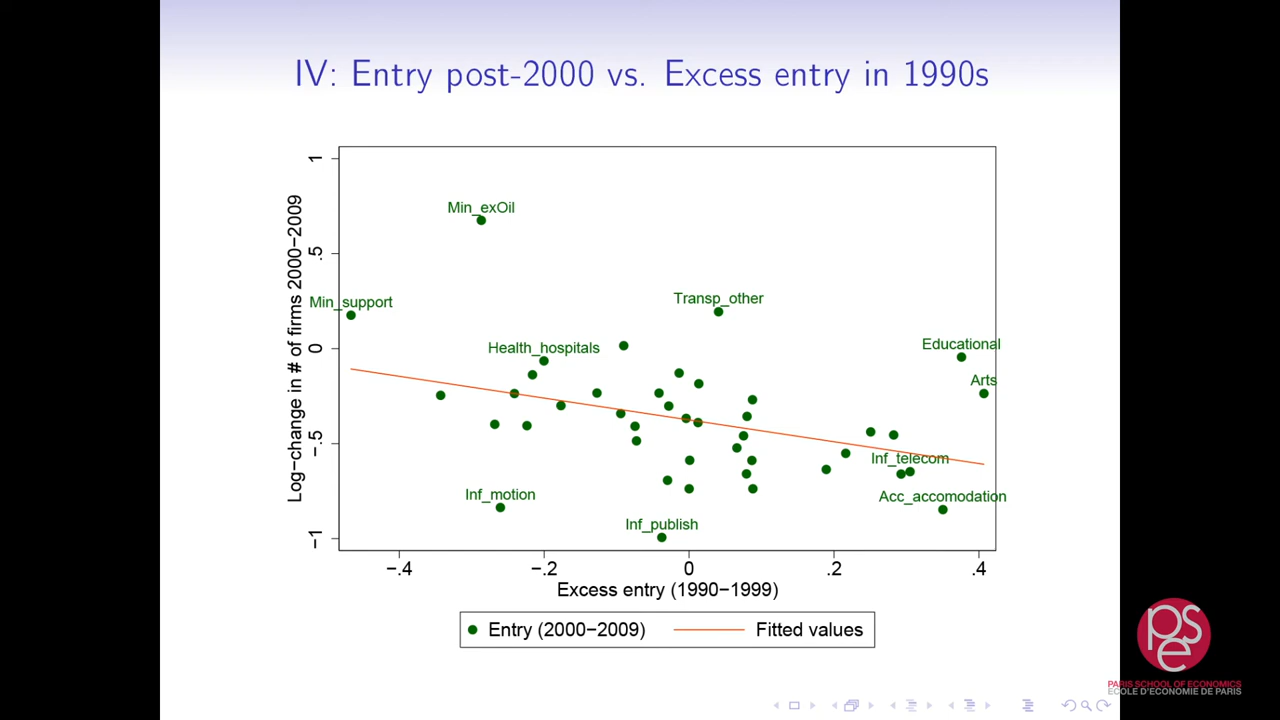 IV: Entry post-2000 vs. Excess entry in 1990s
Log−change in # of firms 2000−2009
1
.5
0
−.5
−1
Min_exOil
Min_support
Transp_other
Health_hospitals
Educational
Arts
Inf_telecom
Inf_motion
Acc_accomodation
Inf_publish
−.4
−.2
0
.2
.4
Excess entry (1990−1999)
Entry (2000−2009)
Fitted values
pse
PARIS SCHOOL OF ECONOMICS
ECOLE D'ECONOMIE DE PARIS